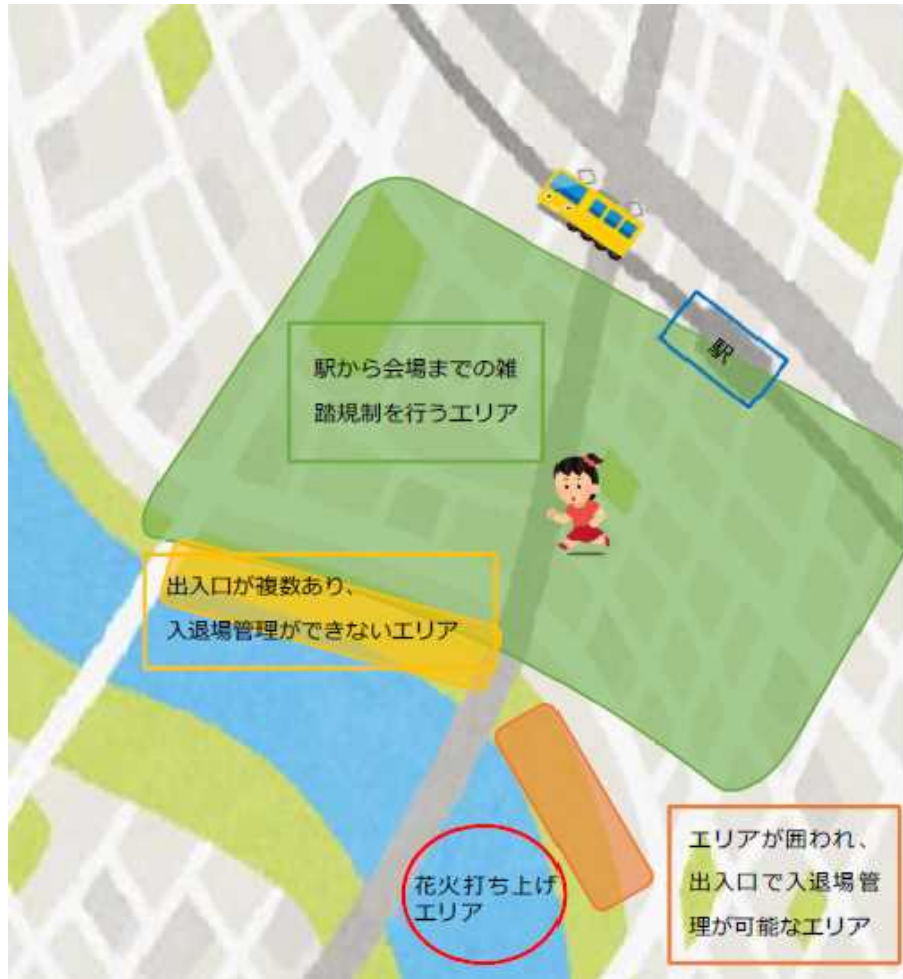 駅
駅から会場までの雑
踏規制を行うエリア
出入口が複数あり、
入退場管理ができないエリア
エリアが囲われ、
出入口で入退場管
理が可能なエリア
花火打ち上げ
エリア